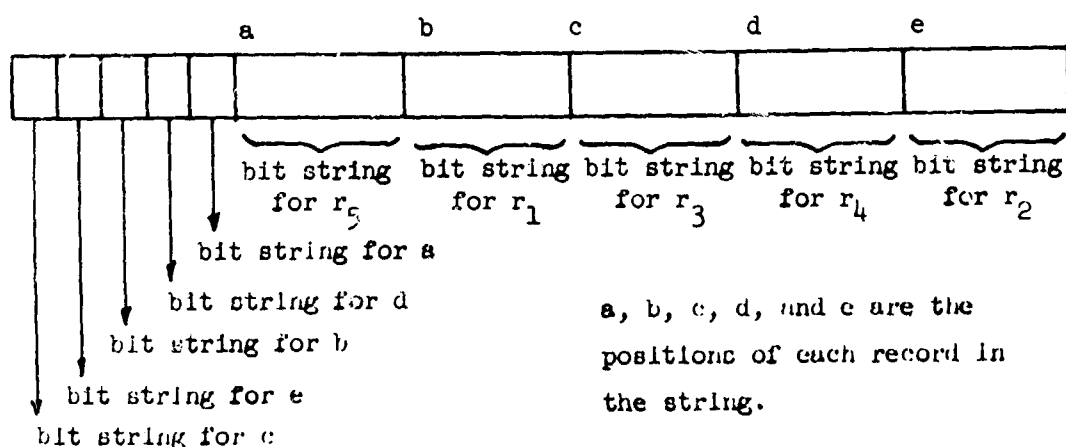 a b c d e
bit string bit string bit string bit string bit string
for r5 for r1 for r3 for r4 for r2
bit string for a
bit string for d
bit string for b
bit string for e
bit string for c
a, b, c, d, and e are the
positions of each record in
the string.